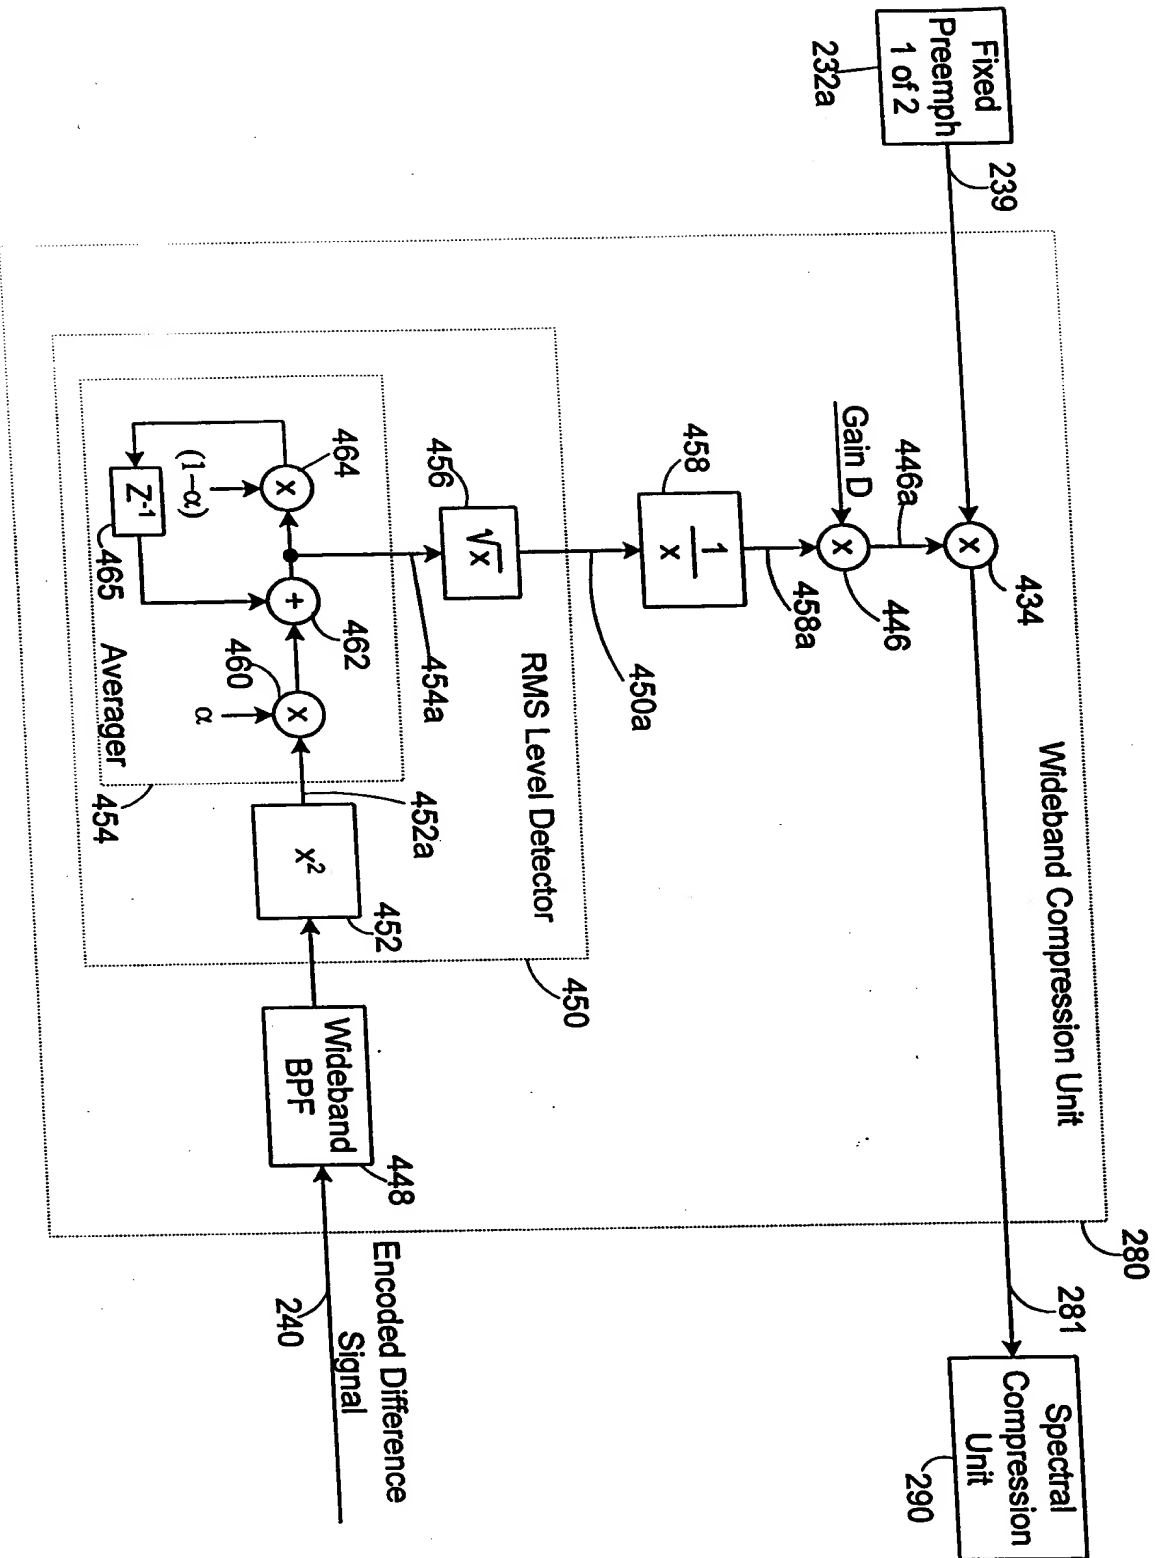 Fixed
Preemph
1 of 2
232a
239
Wideband Compression Unit
280
434
281
Spectral
Compression
Unit
290
446a
Gain D
x
x
446
458a
458
1
x
450a
RMS Level Detector
450
456
√x
454a
464
x
(1–α)
Z-1
465
+
462
460
x
α
Averager
454
452a
x2
452
Wideband
BPF
448
Encoded Difference
Signal
240